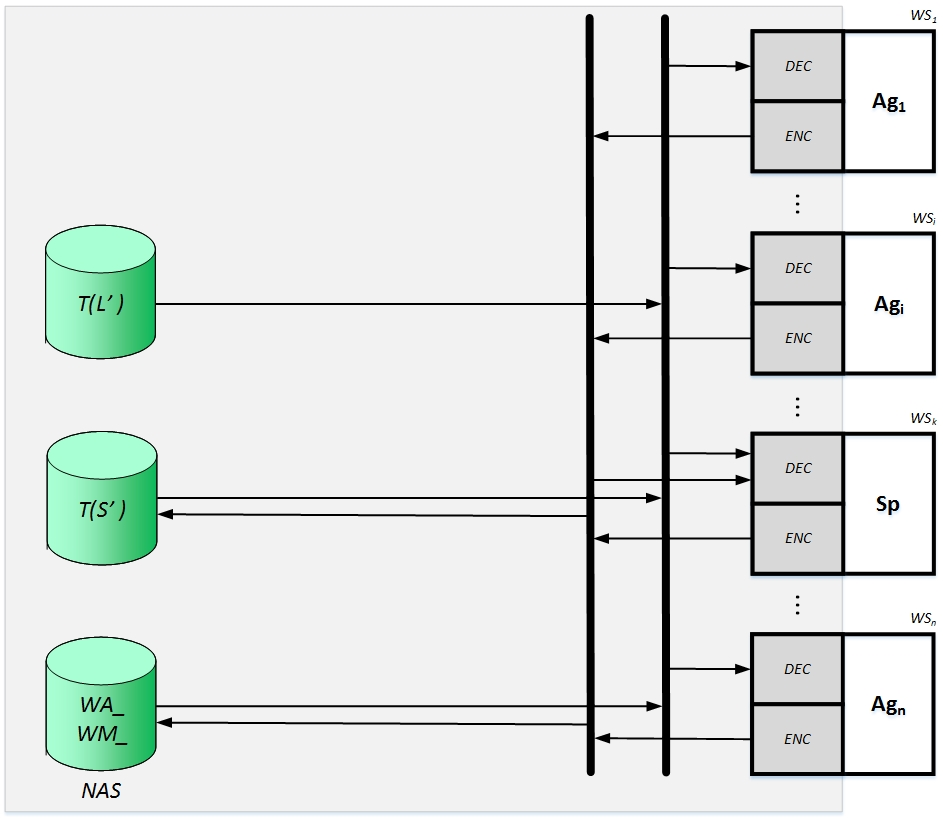 WS₁
DEC
Ag₁
ENC
⋮
WSᵢ
DEC
T(L’ )
Agᵢ
ENC
⋮
WSₖ
DEC
T(S’ )
Sp
ENC
⋮
WSₙ
DEC
WA_
WM_
Agₙ
ENC
NAS